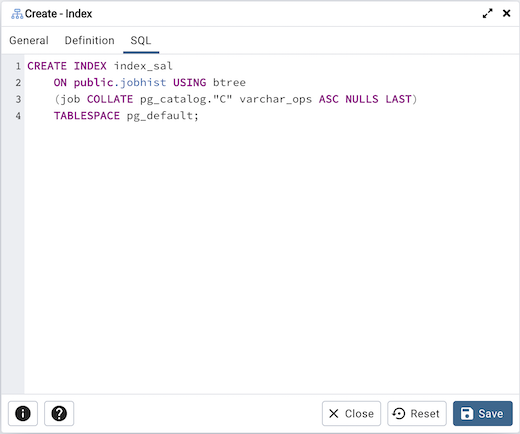 Create - Index
General Definition SQL
1 CREATE INDEX index_sal
2 ON public.jobhist USING btree
3 (job COLLATE pg_catalog."C" varchar_ops ASC NULLS LAST)
4 TABLESPACE pg_default;
Close Reset Save